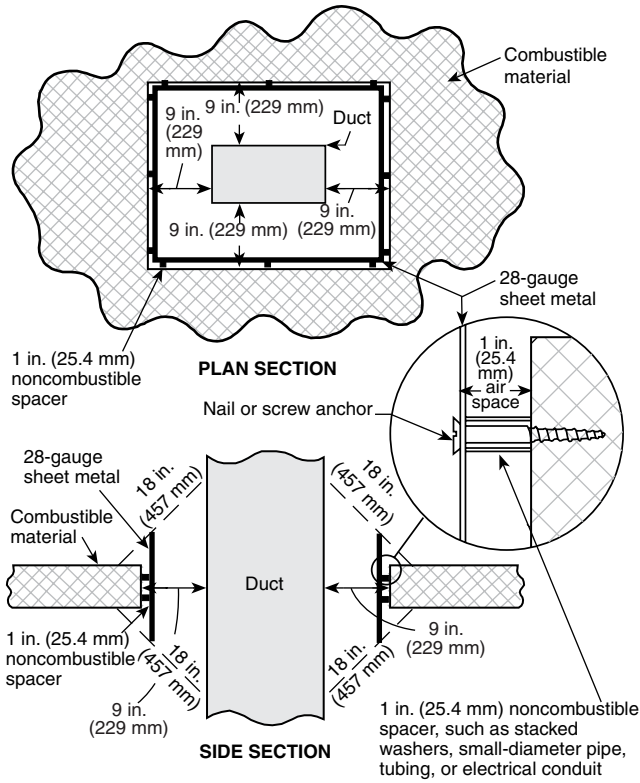 Combustible
material
9 in. (229 mm)
9 in.
(229
mm)
Duct
9 in.
(229 mm)
9 in. (229 mm)
28-gauge
sheet metal
1 in. (25.4 mm)
noncombustible
spacer
PLAN SECTION
1 in.
(25.4
mm)
air
space
Nail or screw anchor
28-gauge
sheet metal
Combustible
material
18 in.
(457 mm)
18 in.
(457 mm)
Duct
1 in. (25.4 mm)
noncombustible
spacer
18 in.
(457 mm)
18 in.
(457 mm)
9 in.
(229 mm)
9 in.
(229 mm)
SIDE SECTION
1 in. (25.4 mm) noncombustible
spacer, such as stacked
washers, small-diameter pipe,
tubing, or electrical conduit